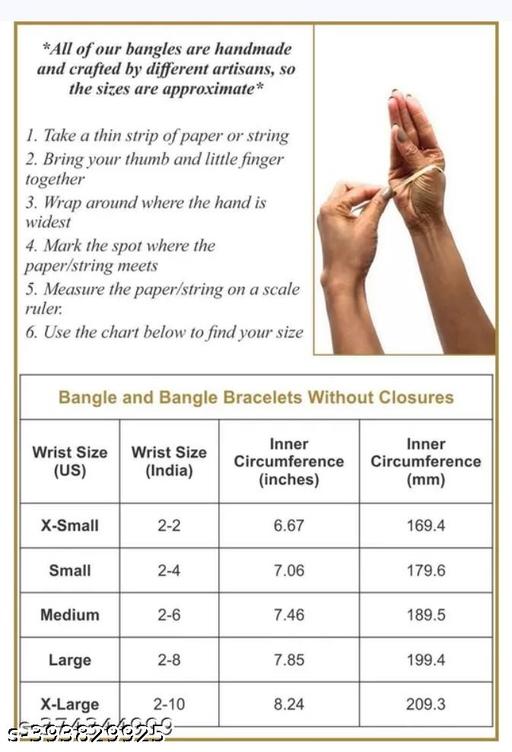 *All of our bangles are handmade
and crafted by different artisans, so
the sizes are approximate*
1. Take a thin strip of paper or string
2. Bring your thumb and little finger
together
3. Wrap around where the hand is
widest
4. Mark the spot where the
paper/string meets
5. Measure the paper/string on a scale
ruler.
6. Use the chart below to find your size
Bangle and Bangle Bracelets Without Closures
Wrist Size (US) Wrist Size (India) Inner Circumference (inches) Inner Circumference (mm)
X-Small 2-2 6.67 169.4
Small 2-4 7.06 179.6
Medium 2-6 7.46 189.5
Large 2-8 7.85 199.4
X-Large 2-10 8.24 209.3